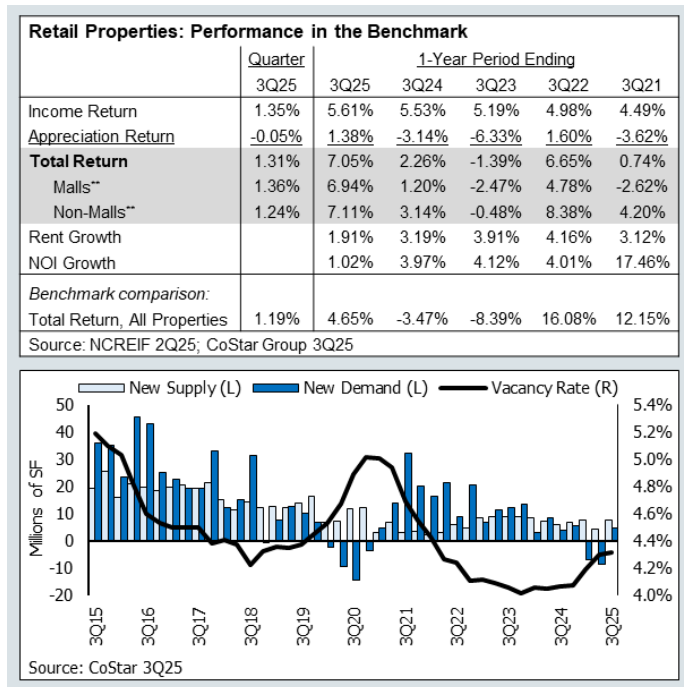 Retail Properties: Performance in the Benchmark
Quarter 1-Year Period Ending
3Q25 3Q25 3Q24 3Q23 3Q22 3Q21
Income Return 1.35% 5.61% 5.53% 5.19% 4.98% 4.49%
Appreciation Return -0.05% 1.38% -3.14% -6.33% 1.60% -3.62%
Total Return 1.31% 7.05% 2.26% -1.39% 6.65% 0.74%
Malls** 1.36% 6.94% 1.20% -2.47% 4.78% -2.62%
Non-Malls** 1.24% 7.11% 3.14% -0.48% 8.38% 4.20%
Rent Growth 1.91% 3.19% 3.91% 4.16% 3.12%
NOI Growth 1.02% 3.97% 4.12% 4.01% 17.46%
Benchmark comparison:
Total Return, All Properties 1.19% 4.65% -3.47% -8.39% 16.08% 12.15%
Source: NCREIF 2Q25; CoStar Group 3Q25
New Supply (L) New Demand (L) Vacancy Rate (R)
Millions of SF
50 5.4%
40 5.2%
30 5.0%
20 4.8%
10 4.6%
0 4.4%
-10 4.2%
-20 4.0%
3Q15 3Q16 3Q17 3Q18 3Q19 3Q20 3Q21 3Q22 3Q23 3Q24 3Q25
Source: CoStar 3Q25